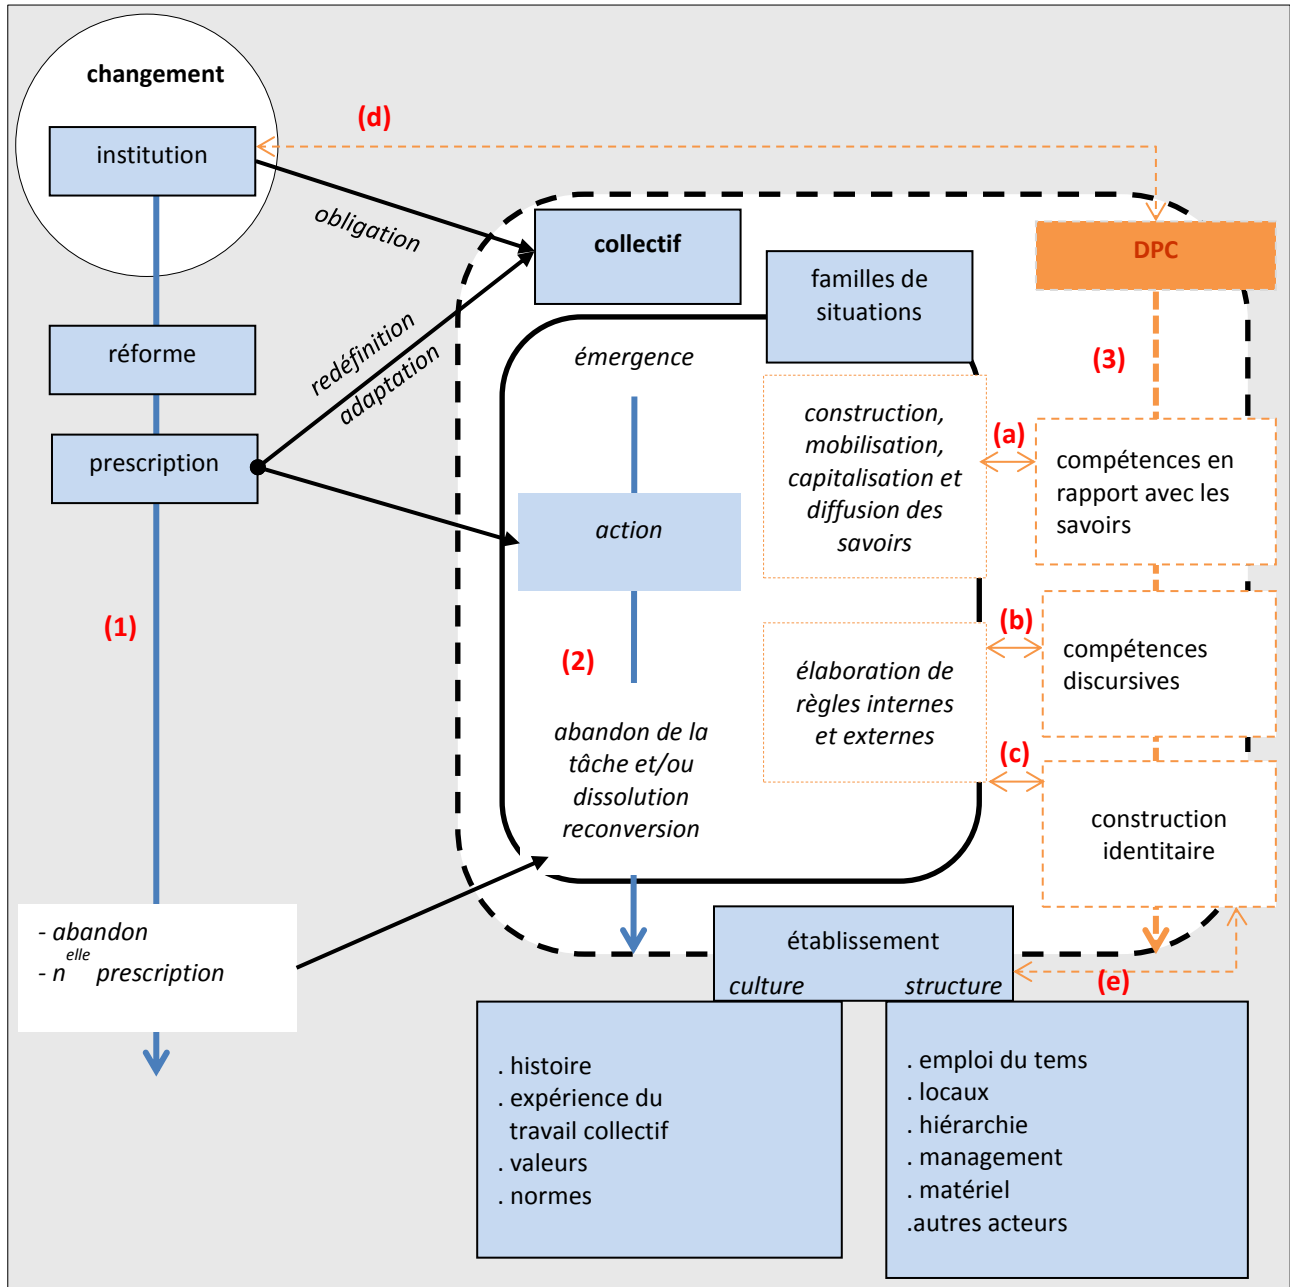 changement
institution
réforme
prescription
(1)
- abandon
- n elle prescription
(d)
obligation
redéfinition
adaptation
collectif
familles de
situations
émergence
action
(2)
abandon de la
tâche et/ou
dissolution
reconversion
construction,
mobilisation,
capitalisation et
diffusion des
savoirs
élaboration de
règles internes
et externes
(a)
(b)
(c)
DPC
(3)
compétences en
rapport avec les
savoirs
compétences
discursives
construction
identitaire
(e)
établissement
culture structure
. histoire
. expérience du
travail collectif
. valeurs
. normes
. emploi du tems
. locaux
. hiérarchie
. management
. matériel
.autres acteurs